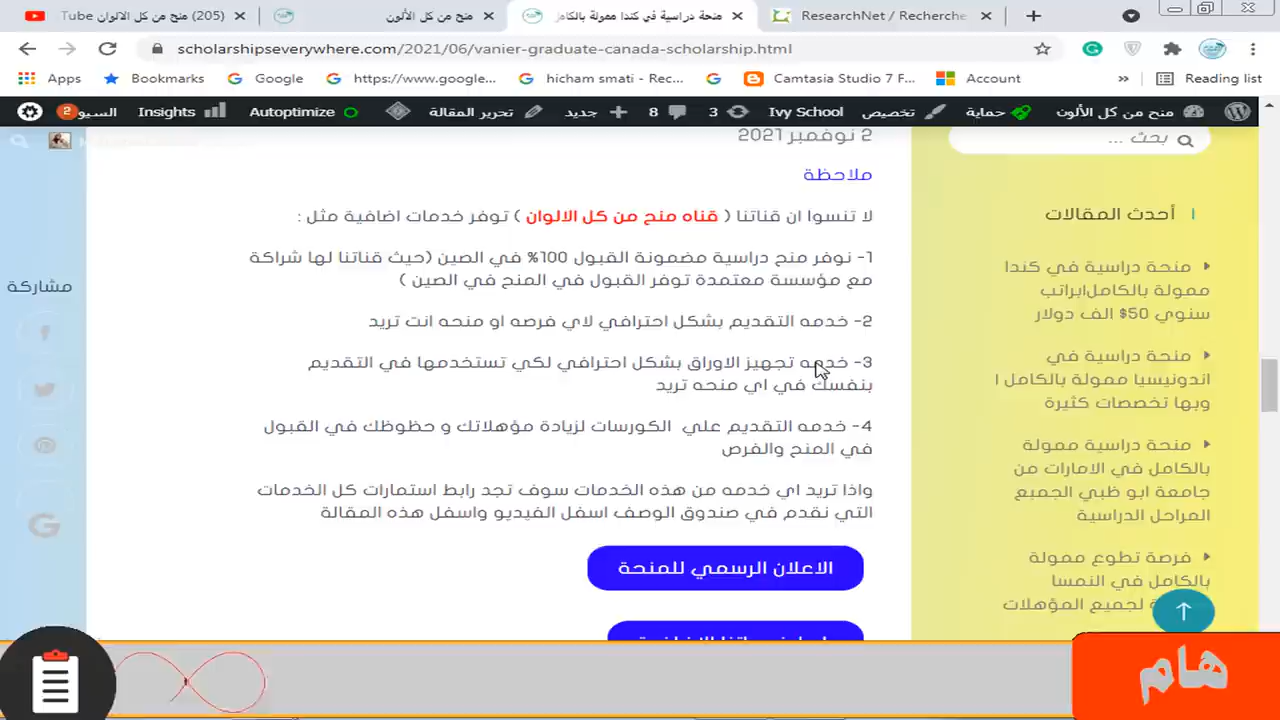 Tube منح من كل الألوان (205)
منح من كل الألون
منحة دراسية في كندا ممولة بالكامل
ResearchNet / Recherche
scholarshipseverywhere.com/2021/06/vanier-graduate-canada-scholarship.html
Apps Bookmarks Google https://www.google... hicham smati - Rec... Camtasia Studio 7 F... Account » Reading list
منح من كل الألوان حماية تخصيص Ivy School 3 8 جديد تحرير المقالة Autoptimize Insights السيو 2
2 نوفمبر 2021
ملاحظة
لا تنسوا ان قناتنا ( قناه منح من كل الالوان ) توفر خدمات اضافية مثل :
1- نوفر منح دراسية مضمونة القبول 100% في الصين (حيث قناتنا لها شراكة
مع مؤسسة معتمدة توفر القبول في المنح في الصين )
2- خدمه التقديم بشكل احترافي لاي فرصه او منحه انت تريد
3- خدمه تجهيز الاوراق بشكل احترافي لكي تستخدمها في التقديم
بنفسك في اي منحه تريد
4- خدمه التقديم علي الكورسات لزيادة مؤهلاتك و حظوظك في القبول
في المنح والفرص
واذا تريد اي خدمه من هذه الخدمات سوف تجد رابط استمارات كل الخدمات
التي نقدم في صندوق الوصف اسفل الفيديو واسفل هذه المقالة
الاعلان الرسمي للمنحة
بحث ...
أحدث المقالات
منحة دراسية في كندا
ممولة بالكامل|براتب
سنوي 50$ الف دولار
منحة دراسية في
اندونيسيا ممولة بالكامل |
وبها تخصصات كثيرة
منحة دراسية ممولة
بالكامل في الامارات من
جامعة ابو ظبي الجميع
المراحل الدراسية
فرصة تطوع ممولة
بالكامل في النمسا
لجميع المؤهلات
مشاركة
هام